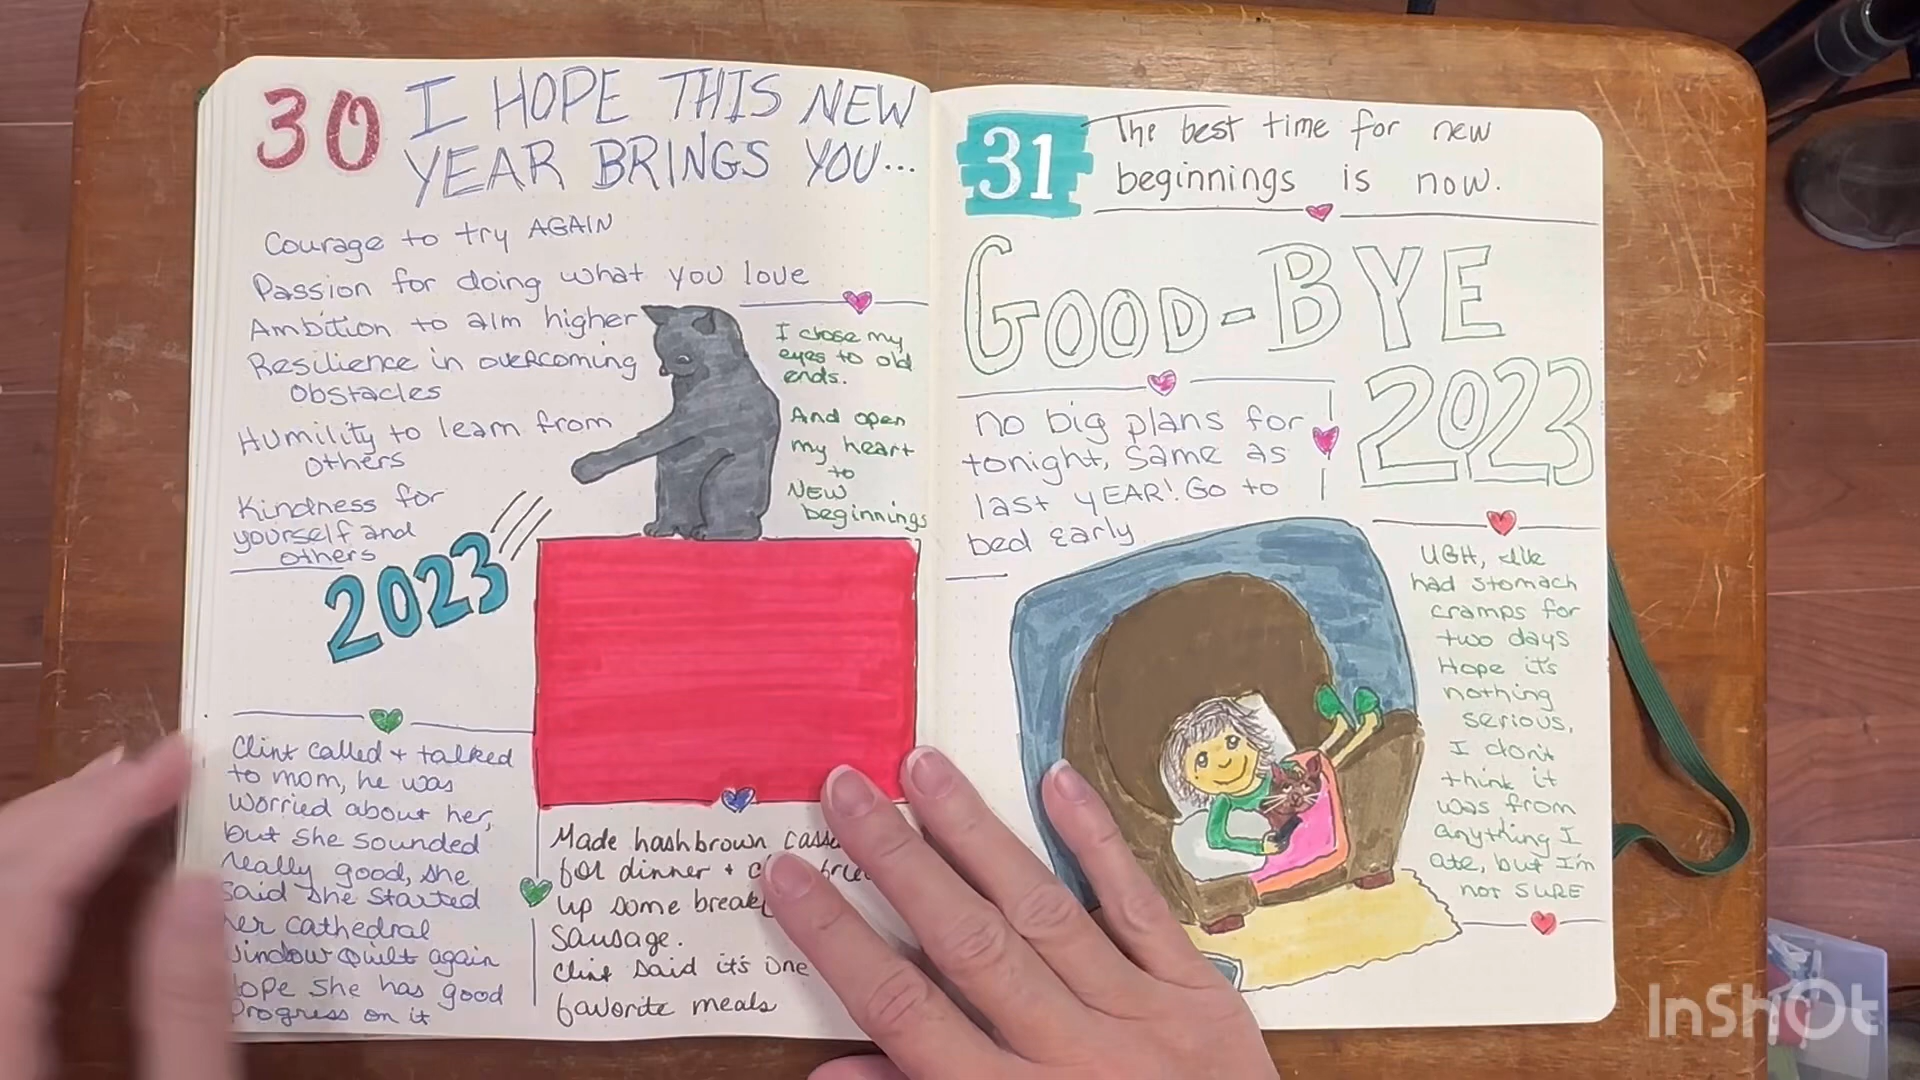 30
I HOPE THIS NEW
YEAR BRINGS YOU...
Courage to try AGAIN
Passion for doing what you love
Ambition to aim higher
Resilience in overcoming
Obstacles
Humility to learn from
others
Kindness for
yourself and
others
2023
I close my
eyes to old
ends.
And open
my heart
to
NEW
beginnings
Clint called + talked
to mom, he was
worried about her,
but she sounded
really good, she
said she started
her cathedral
window quilt again
Hope she has good
Progress on it
Made hashbrown
for dinner +
up some
sausage.
Clint said it's one
favorite meals
31
The best time for new
beginnings is now.
GOOD-BYE
2023
No big plans for
tonight, same as
last YEAR! Go to
bed early
UGH, I've
had stomach
cramps for
two days
Hope it's
nothing
serious,
I don't
think it
was from
anything I
ate, but I'm
not SURE
InShOt